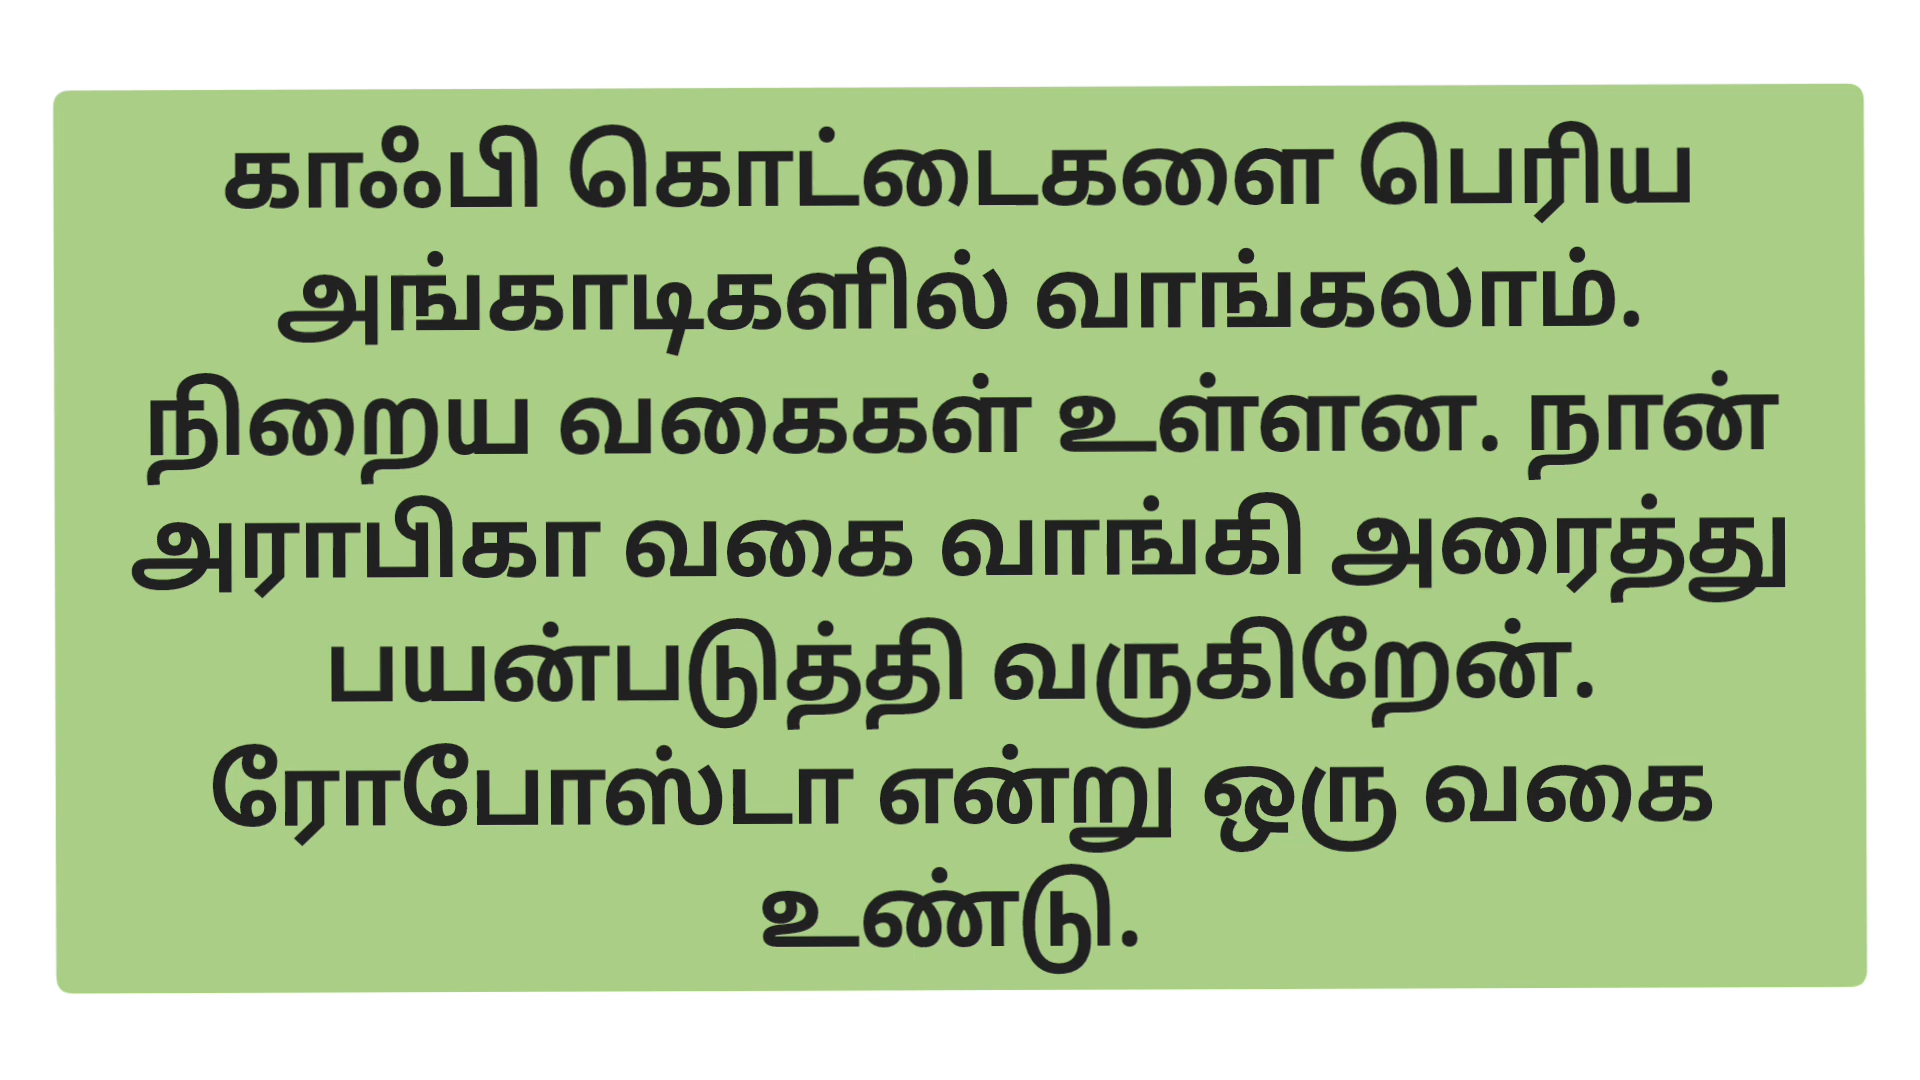 காஃபி கொட்டைகளை பெரிய
அங்காடிகளில் வாங்கலாம்.
நிறைய வகைகள் உள்ளன. நான்
அராபிகா வகை வாங்கி அரைத்து
பயன்படுத்தி வருகிறேன்.
ரோபோஸ்டா என்று ஒரு வகை
உண்டு.